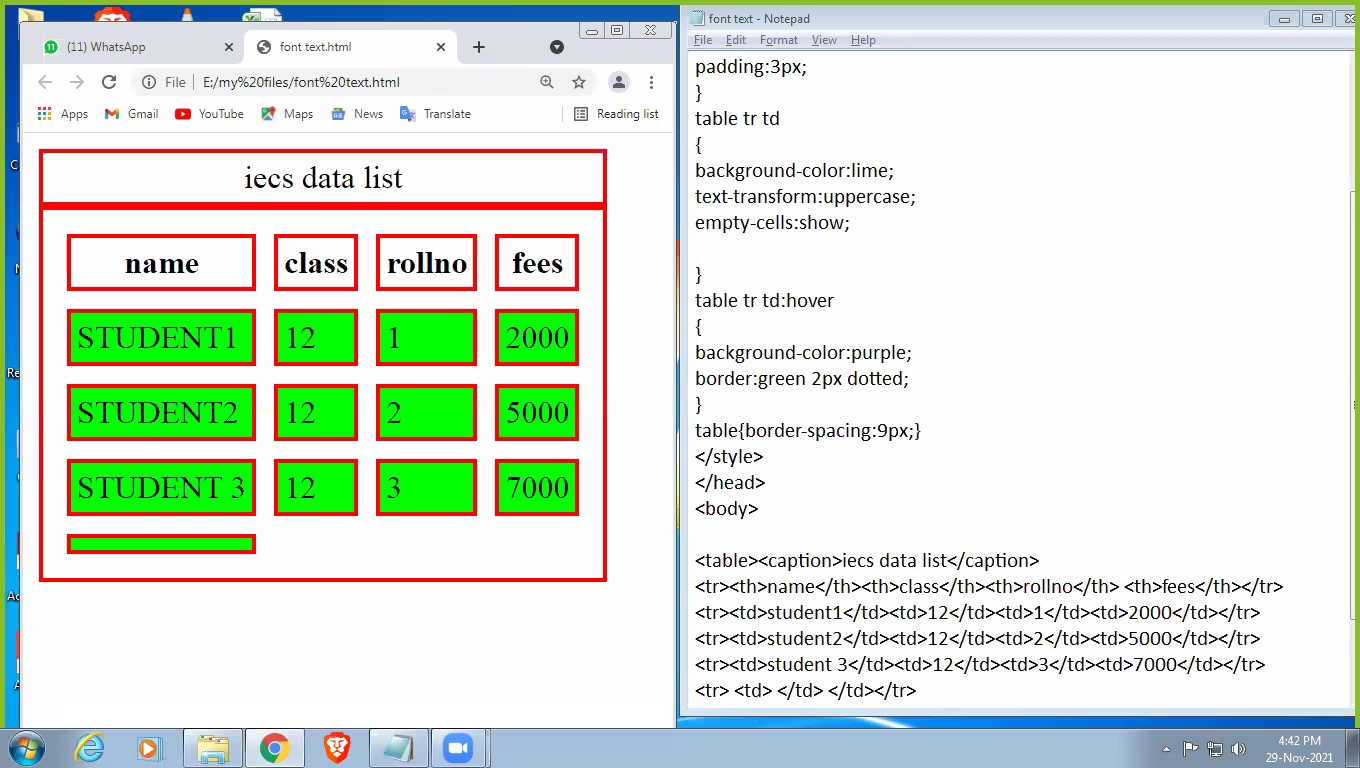 (11) WhatsApp
font text.html
File
E:/my%20files/font%20text.html
Apps
Gmail
YouTube
Maps
News
Translate
Reading list
iecs data list
name class rollno fees
STUDENT1 12 1 2000
STUDENT2 12 2 5000
STUDENT 3 12 3 7000
font text - Notepad
File Edit Format View Help
padding:3px;
}
table tr td
{
background-color:lime;
text-transform:uppercase;
empty-cells:show;
}
table tr td:hover
{
background-color:purple;
border:green 2px dotted;
}
table{border-spacing:9px;}
</style>
</head>
<body>
<table><caption>iecs data list</caption>
<tr><th>name</th><th>class</th><th>rollno</th> <th>fees</th></tr>
<tr><td>student1</td><td>12</td><td>1</td><td>2000</td></tr>
<tr><td>student2</td><td>12</td><td>2</td><td>5000</td></tr>
<tr><td>student 3</td><td>12</td><td>3</td><td>7000</td></tr>
<tr> <td> </td> </td></tr>
4:42 PM
29-Nov-2021